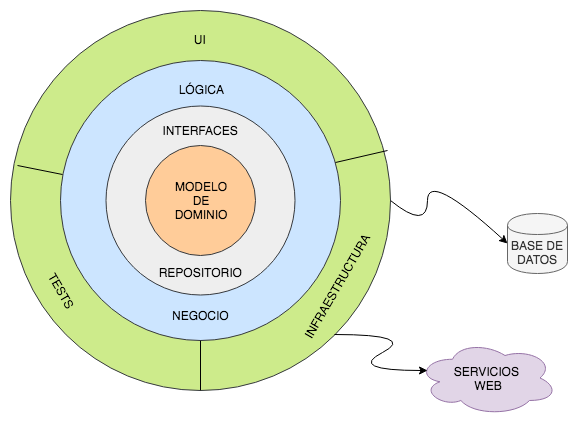 UI
LÓGICA
INTERFACES
MODELO
DE
DOMINIO
REPOSITORIO
NEGOCIO
TESTS
INFRAESTRUCTURA
BASE DE
DATOS
SERVICIOS
WEB